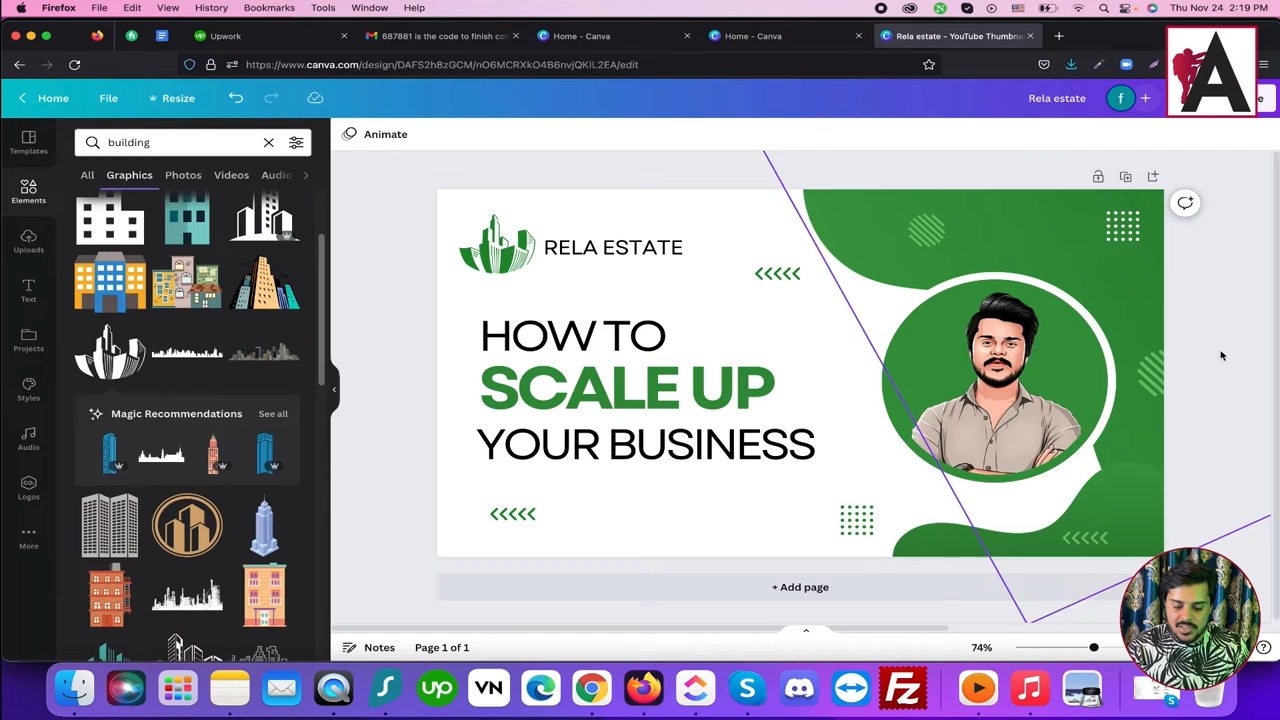 Firefox File Edit View History Bookmarks Tools Window Help Thu Nov 24 2:19 PM
Upwork 687881 is the code to finish con Home - Canva Home - Canva Rela estate - YouTube Thumbna
https://www.canva.com/design/DAFS2h8zGCM/nO6MCRXkO4B6nvjQKlL2EA/edit
Home File Resize Rela estate f
A
building
Animate
Templates
All Graphics Photos Videos Audio
Elements
Uploads
Text
Projects
Styles
Audio
Logos
More
Magic Recommendations See all
RELA ESTATE
HOW TO
SCALE UP
YOUR BUSINESS
+ Add page
Notes Page 1 of 1 74%
up VN
Fz